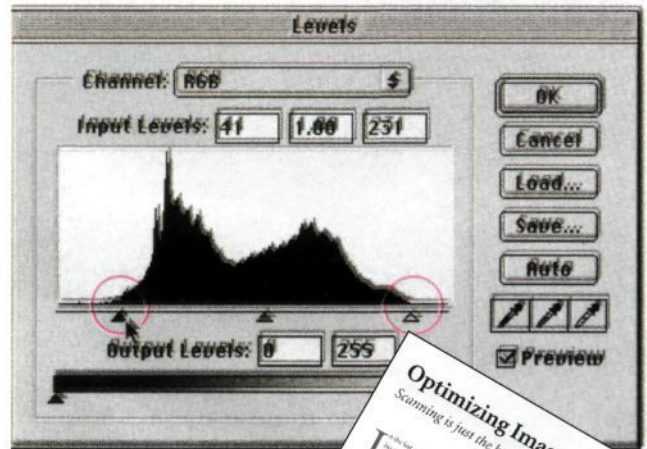 Levels
Channel: RGB
Input Levels: 41 1.00 231
Output Levels: 0 255
OK
Cancel
Load...
Save...
Auto
Preview
Optimizing
Scanning is just the